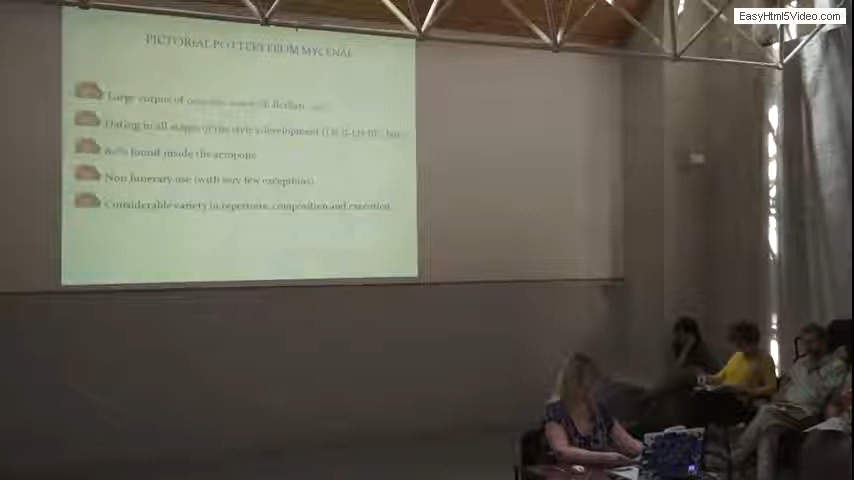 EasyHtml5Video.com
PICTORIAL POTTERY FROM MYCENAE
Large corpus of
Dating in all stages of the style's development
found inside the acropolis
Non funerary use (with very few exceptions)
Considerable variety in repertoire, composition and execution